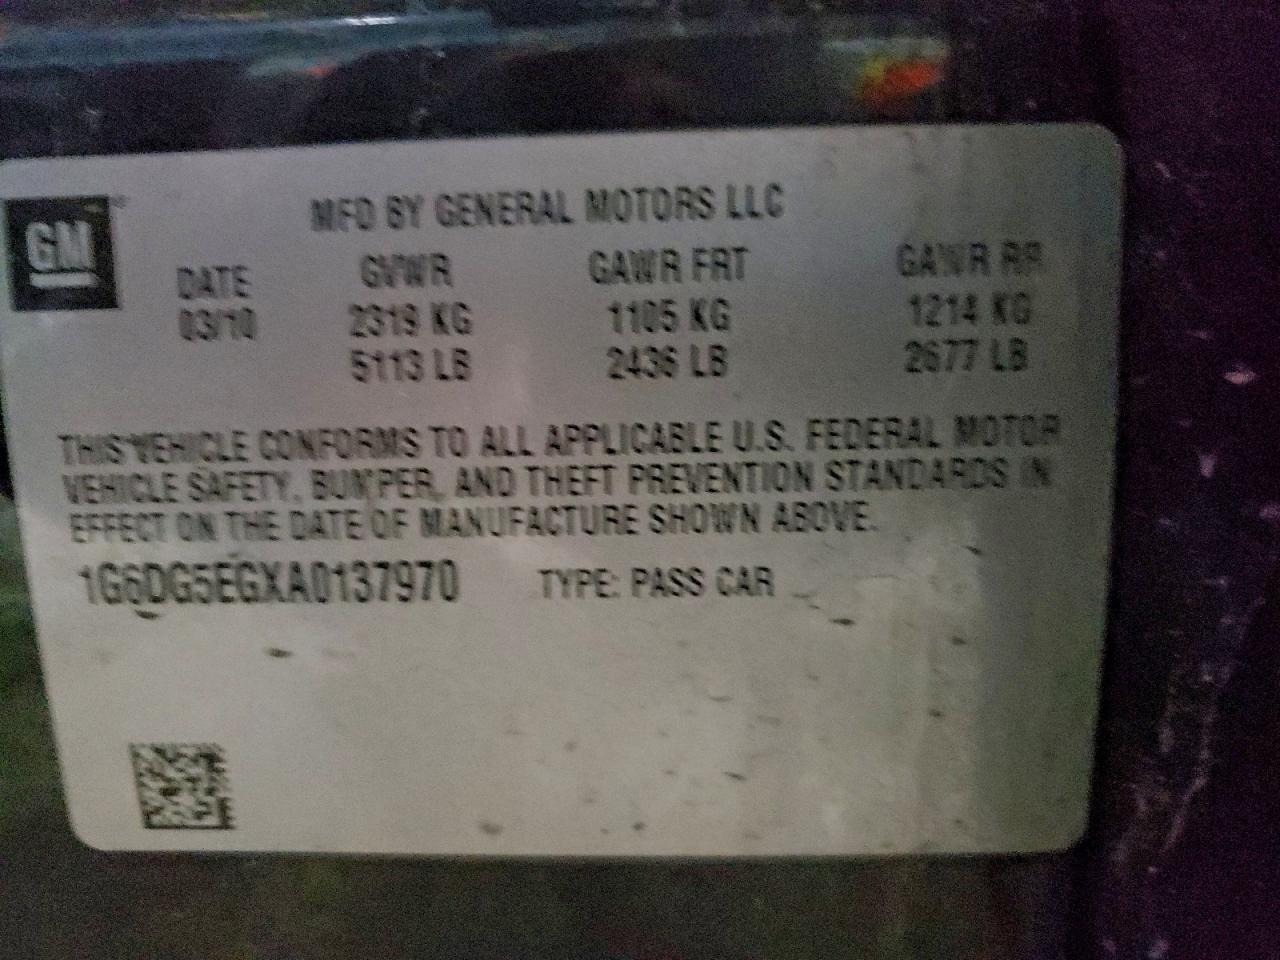 GM
MFD BY GENERAL MOTORS LLC
DATE GVWR GAWR FRT GAWR RR
03/10 2319 KG 1105 KG 1214 KG
5113 LB 2436 LB 2677 LB
THIS VEHICLE CONFORMS TO ALL APPLICABLE U.S. FEDERAL MOTOR
VEHICLE SAFETY, BUMPER, AND THEFT PREVENTION STANDARDS IN
EFFECT ON THE DATE OF MANUFACTURE SHOWN ABOVE.
1G6DG5EGXA0137970 TYPE: PASS CAR